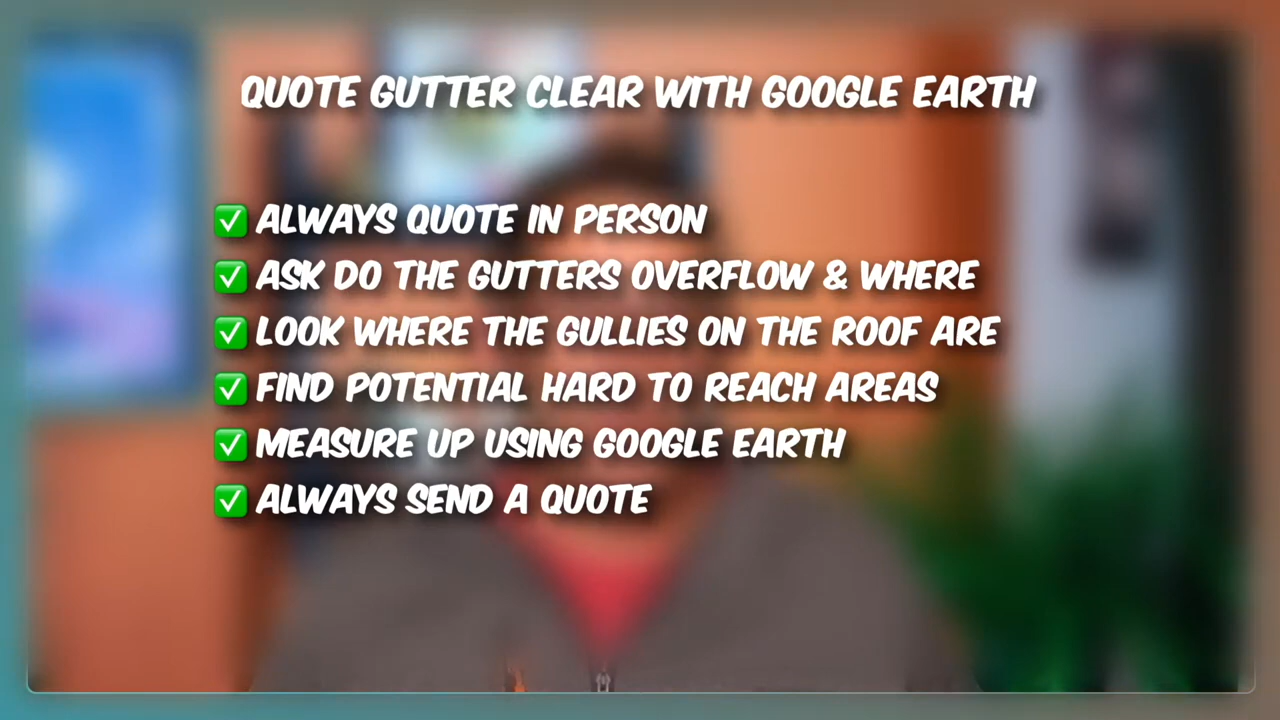 QUOTE GUTTER CLEAR WITH GOOGLE EARTH
✅ ALWAYS QUOTE IN PERSON
✅ ASK DO THE GUTTERS OVERFLOW & WHERE
✅ LOOK WHERE THE GULLIES ON THE ROOF ARE
✅ FIND POTENTIAL HARD TO REACH AREAS
✅ MEASURE UP USING GOOGLE EARTH
✅ ALWAYS SEND A QUOTE